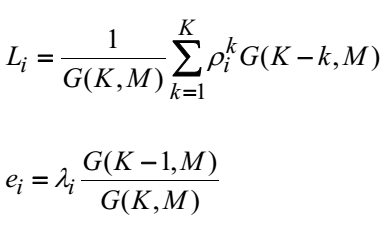 L_i = \frac{1}{G(K,M)} \sum_{k=1}^{K} \rho_i^k G(K-k,M)
e_i = \lambda_i \frac{G(K-1,M)}{G(K,M)}